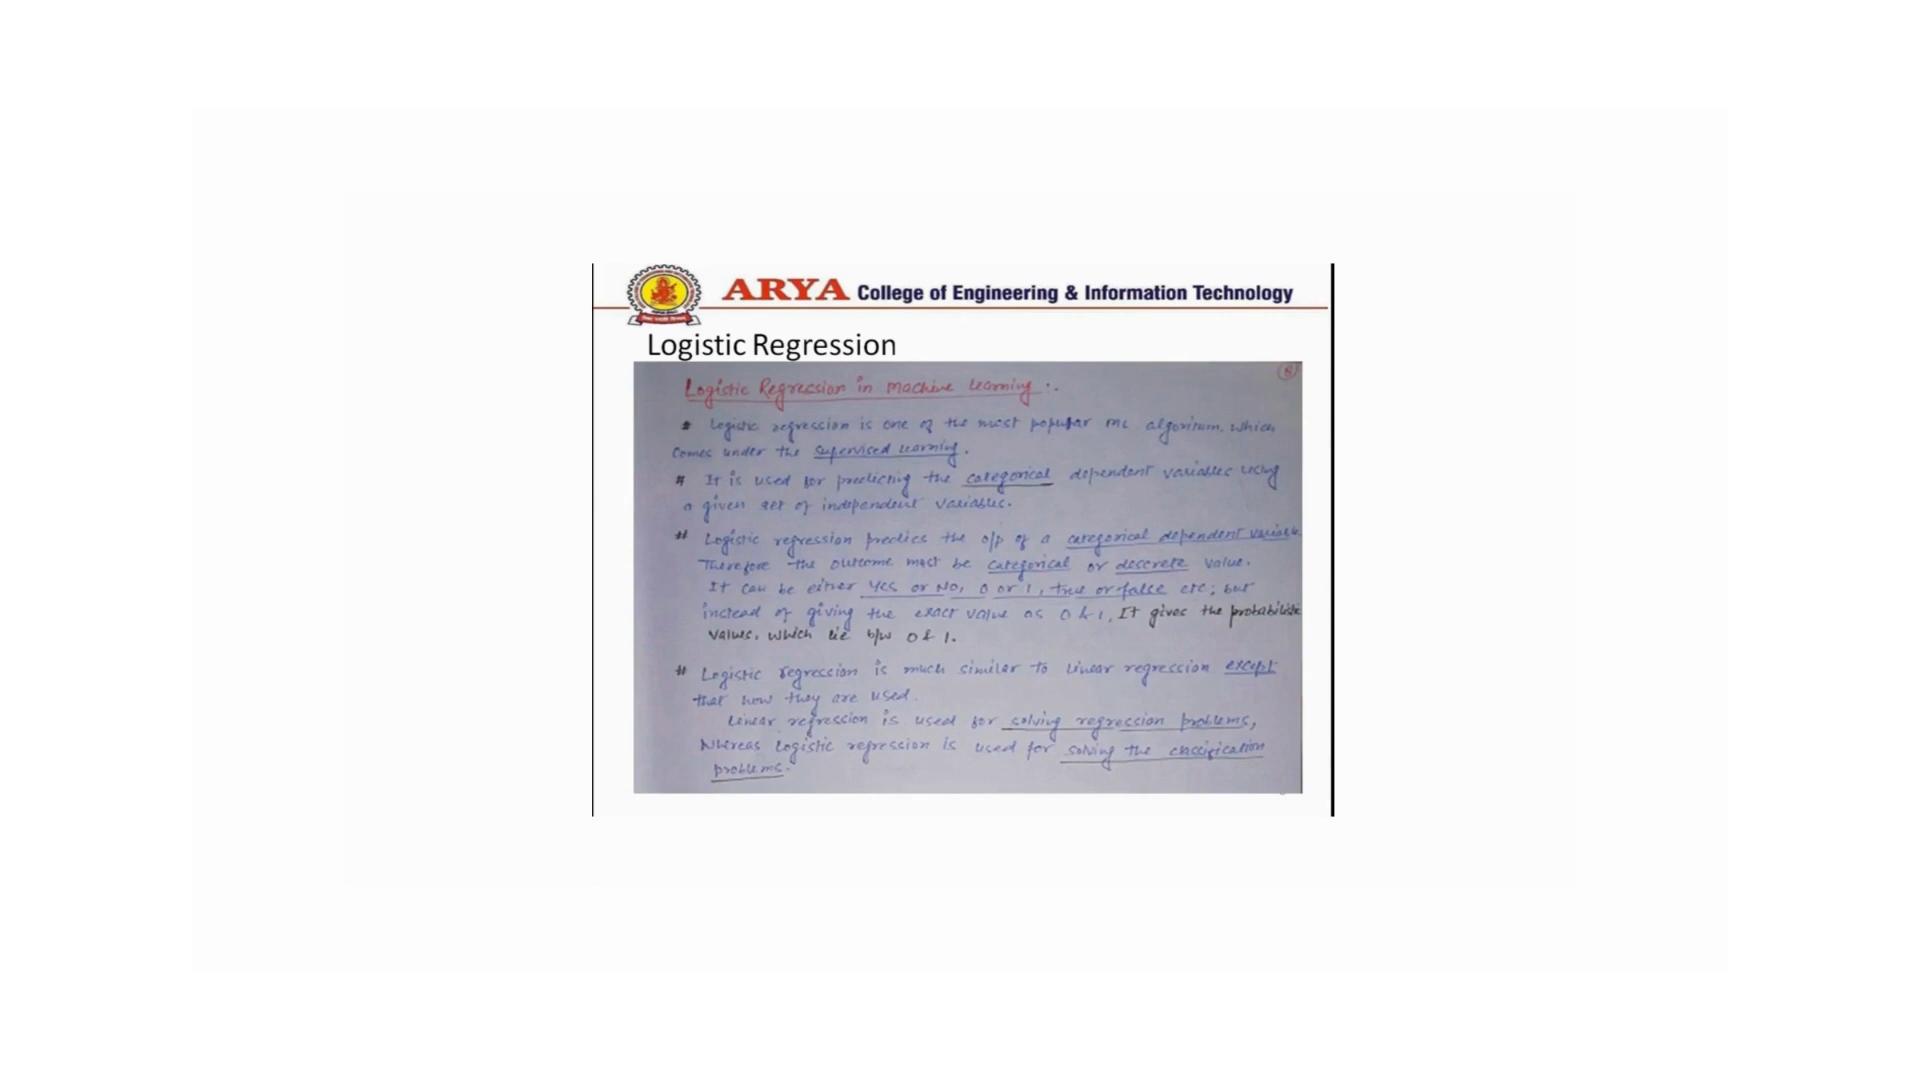 ARYA College of Engineering & Information Technology
Logistic Regression
8
Logistic Regression in Machine Learning :.
# Logistic regression is one of the most popular ML algorithm, which
comes under the supervised learning.
# It is used for predicting the categorical dependent variables using
a given set of independent variables.
# Logistic regression predics the o/p of a categorical dependent variable
Therefore the outcome must be categorical or discrete value.
It can be either Yes or No, 0 or 1, true or false etc; but
instead of giving the exact value as 0 & 1, IT gives the probabilistic
values, which lie b/w 0 & 1.
# Logistic regression is much similar to linear regression except
that how they are used.
Linear regression is used for solving regression problems,
Whereas logistic regression is used for solving the classification
problems.